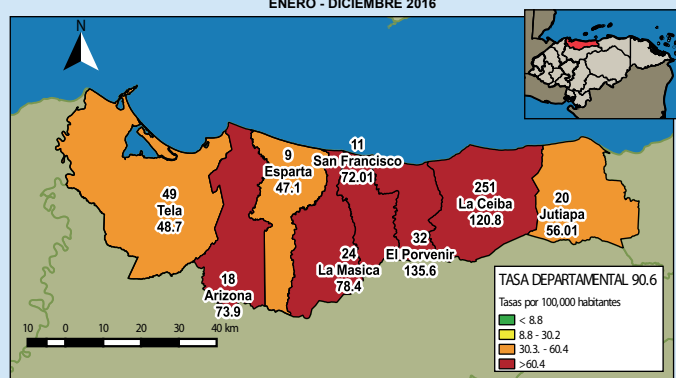 ENERO - DICIEMBRE 2016
N
11
San Francisco
72.01
9
Esparta
47.1
49
Tela
48.7
251
La Ceiba
120.8
20
Jutiapa
56.01
32
El Porvenir
135.6
24
La Masica
78.4
18
Arizona
73.9
TASA DEPARTAMENTAL 90.6
Tasas por 100,000 habitantes
< 8.8
8.8 - 30.2
30.3. - 60.4
>60.4
10 0 10 20 30 40 km